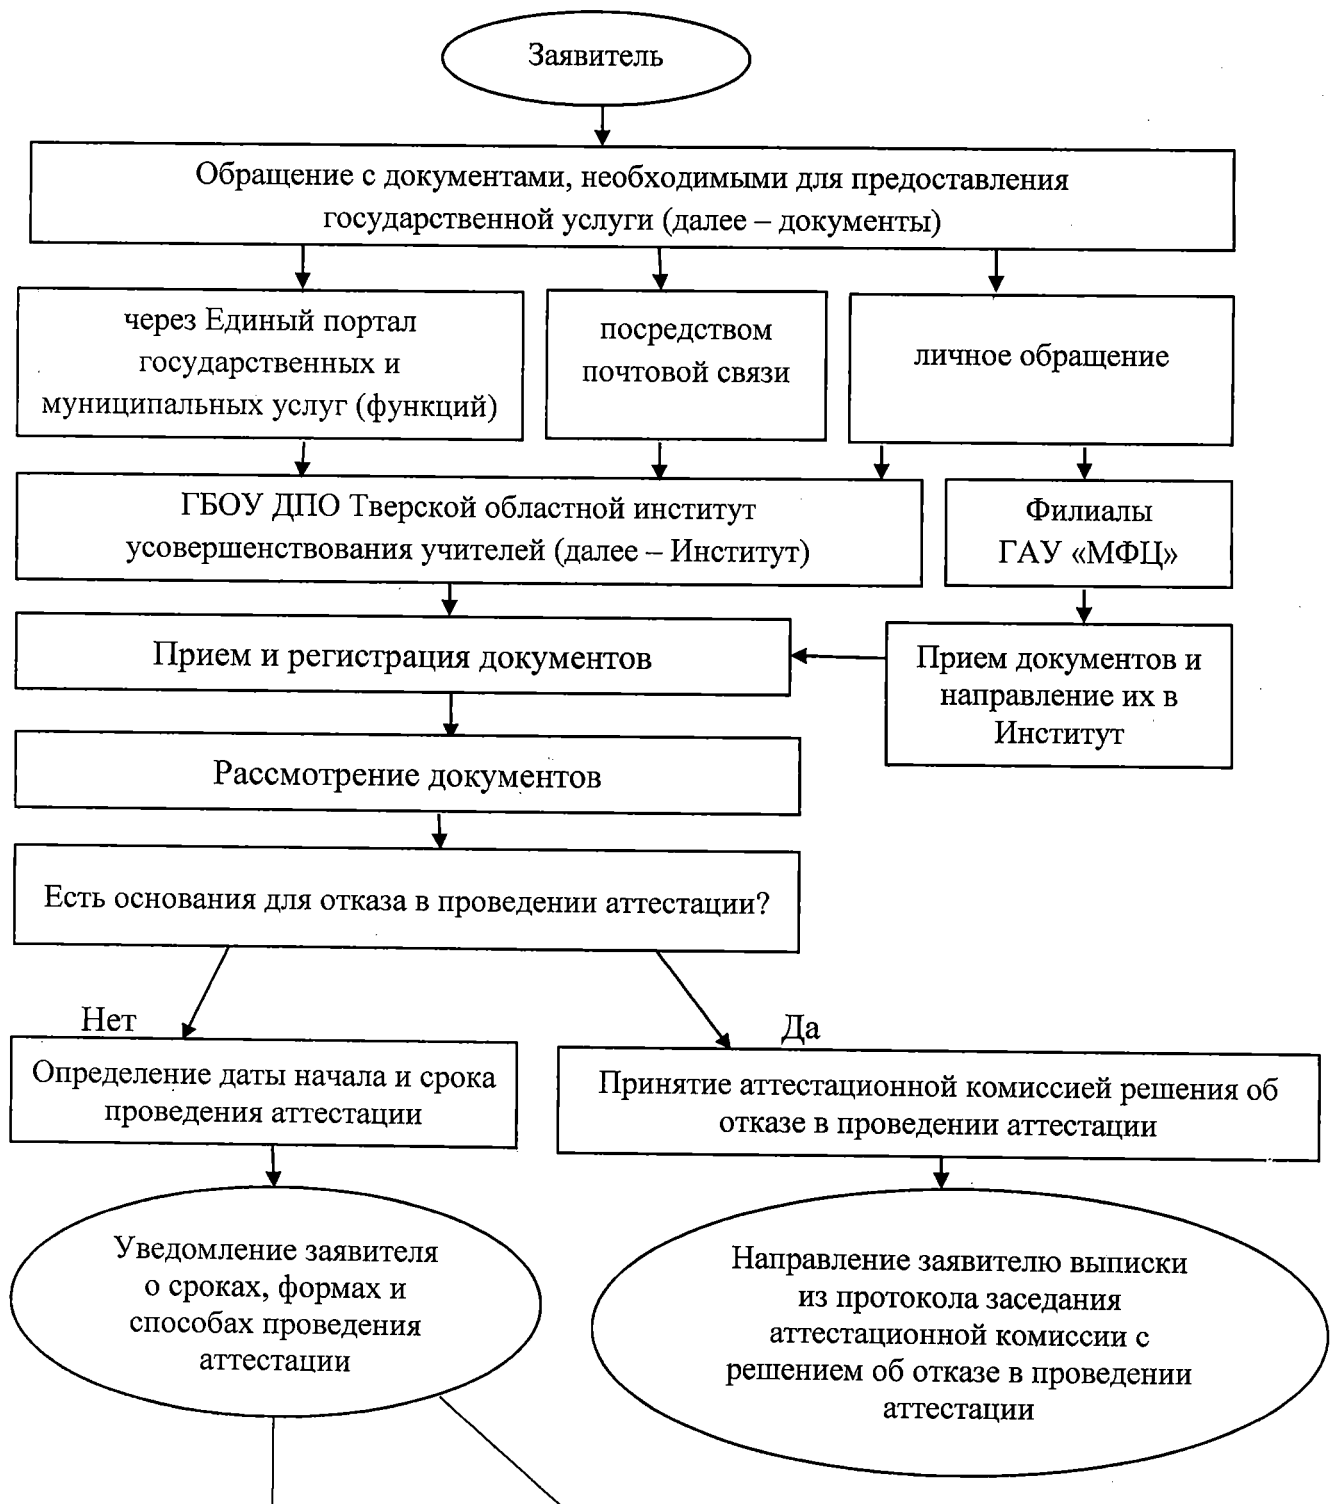 Заявитель
Обращение с документами, необходимыми для предоставления
государственной услуги (далее – документы)
через Единый портал
государственных и
муниципальных услуг (функций)
посредством
почтовой связи
личное обращение
ГБОУ ДПО Тверской областной институт
усовершенствования учителей (далее – Институт)
Филиалы
ГАУ «МФЦ»
Прием и регистрация документов
Прием документов и
направление их в
Институт
Рассмотрение документов
Есть основания для отказа в проведении аттестации?
Нет
Да
Определение даты начала и срока
проведения аттестации
Принятие аттестационной комиссией решения об
отказе в проведении аттестации
Уведомление заявителя
о сроках, формах и
способах проведения
аттестации
Направление заявителю выписки
из протокола заседания
аттестационной комиссии с
решением об отказе в проведении
аттестации